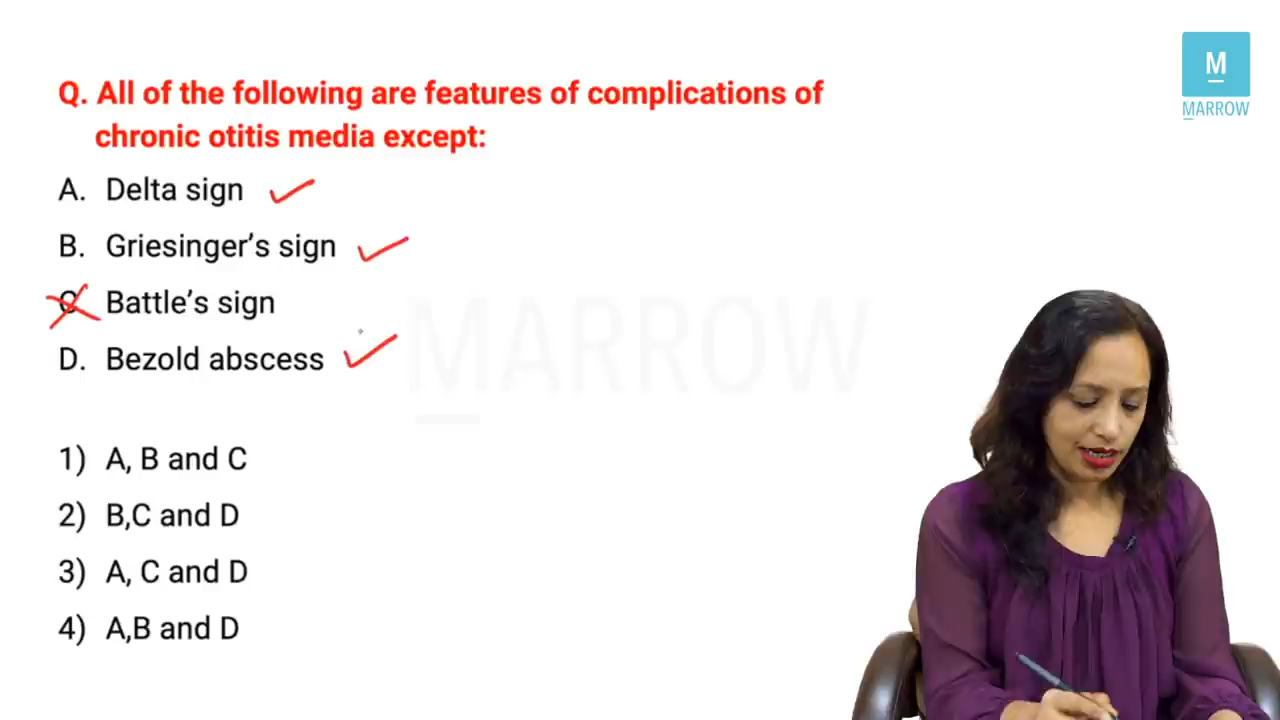 M
MARROW
Q. All of the following are features of complications of
chronic otitis media except:
A. Delta sign
B. Griesinger’s sign
C. Battle’s sign
D. Bezold abscess
MARROW
1) A, B and C
2) B,C and D
3) A, C and D
4) A,B and D